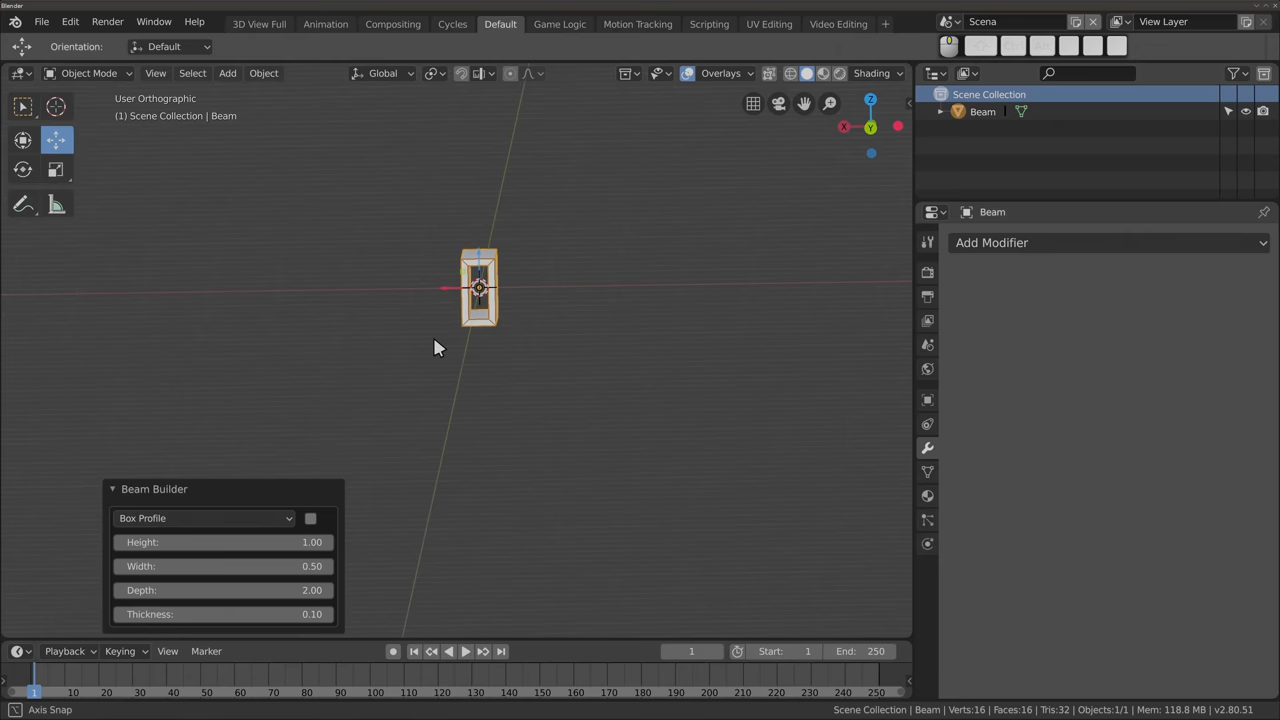 Blender
File Edit Render Window Help
3D View Full Animation Compositing Cycles Default Game Logic Motion Tracking Scripting UV Editing Video Editing +
Scena View Layer
Orientation: Default
Object Mode View Select Add Object Global Overlays Shading
User Orthographic
(1) Scene Collection | Beam
Z
X
Y
Scene Collection
Beam
Beam
Add Modifier
Beam Builder
Box Profile
Height: 1.00
Width: 0.50
Depth: 2.00
Thickness: 0.10
Playback Keying View Marker 1 Start: 1 End: 250
1 10 20 30 40 50 60 70 80 90 100 110 120 130 140 150 160 170 180 190 200 210 220 230 240 250
Axis Snap
Scene Collection | Beam | Verts:16 | Faces:16 | Tris:32 | Objects:1/1 | Mem: 118.8 MB | v2.80.51